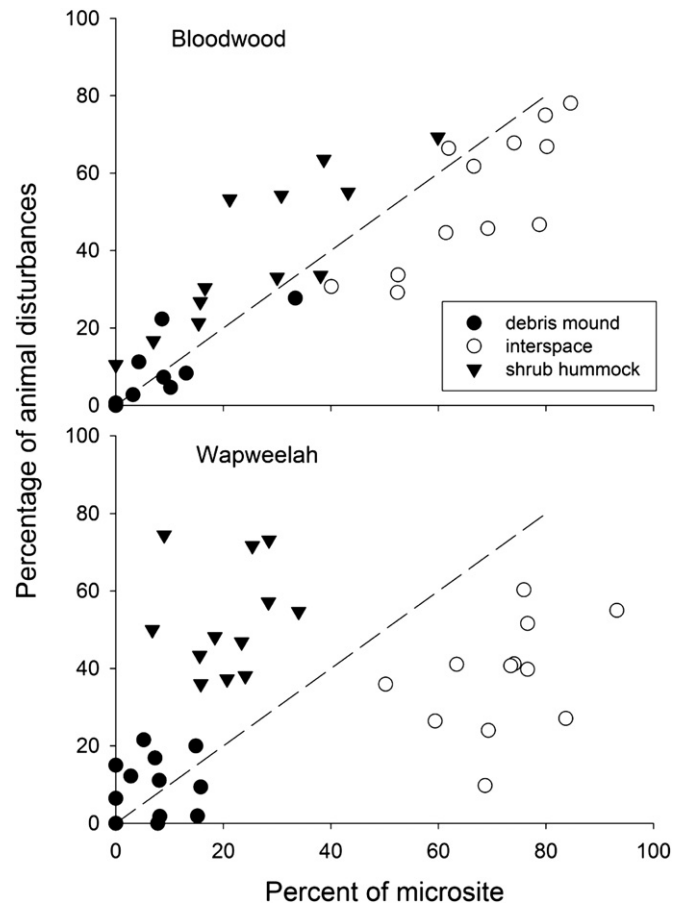 100
Bloodwood
80
60
40
20
0
debris mound
interspace
shrub hummock
Percentage of animal disturbances
100
Wapweelah
80
60
40
20
0
0 20 40 60 80 100
Percent of microsite